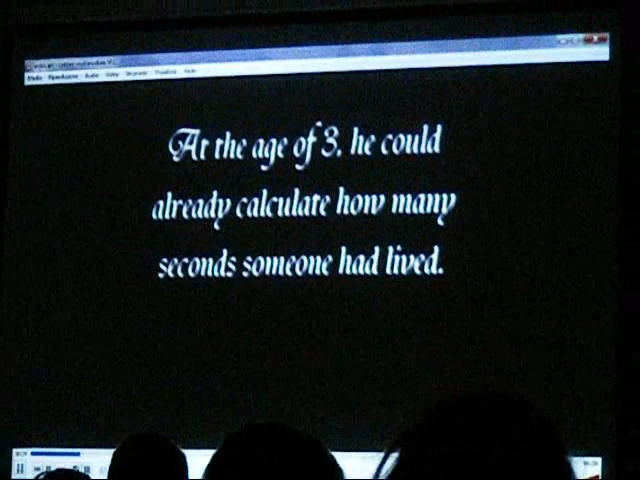 At the age of 3. he could
already calculate how many
seconds someone had lived.